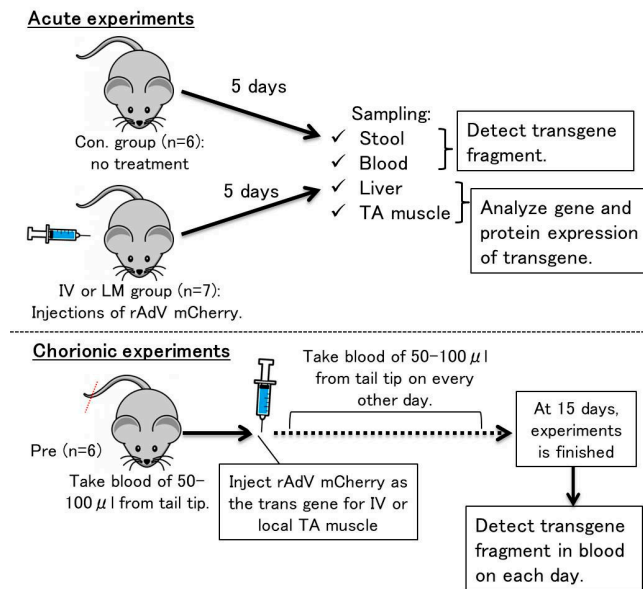 Acute experiments
5 days
Con. group (n=6):
no treatment
Sampling:
✓ Stool
✓ Blood
✓ Liver
✓ TA muscle
Detect transgene
fragment.
5 days
Analyze gene and
protein expression
of transgene.
IV or LM group (n=7):
Injections of rAdV mCherry.
Chorionic experiments
Take blood of 50-100 μl
from tail tip on every
other day.
Pre (n=6)
Take blood of 50-
100 μl from tail tip.
Inject rAdV mCherry as
the trans gene for IV or
local TA muscle
At 15 days,
experiments
is finished
Detect transgene
fragment in blood
on each day.